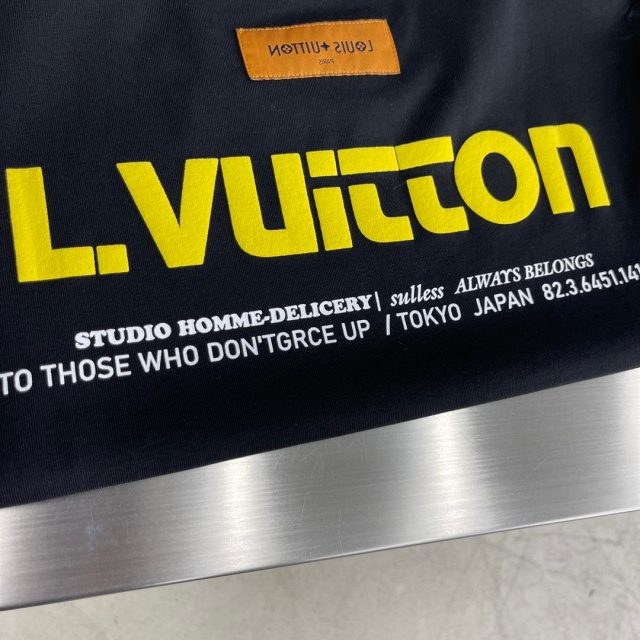 LOUIS VUITTON
PARIS
L.VUITTON
STUDIO HOMME-DELICERY| sulless ALWAYS BELONGS
TO THOSE WHO DON'TGRCE UP / TOKYO JAPAN 82.3.6451.141